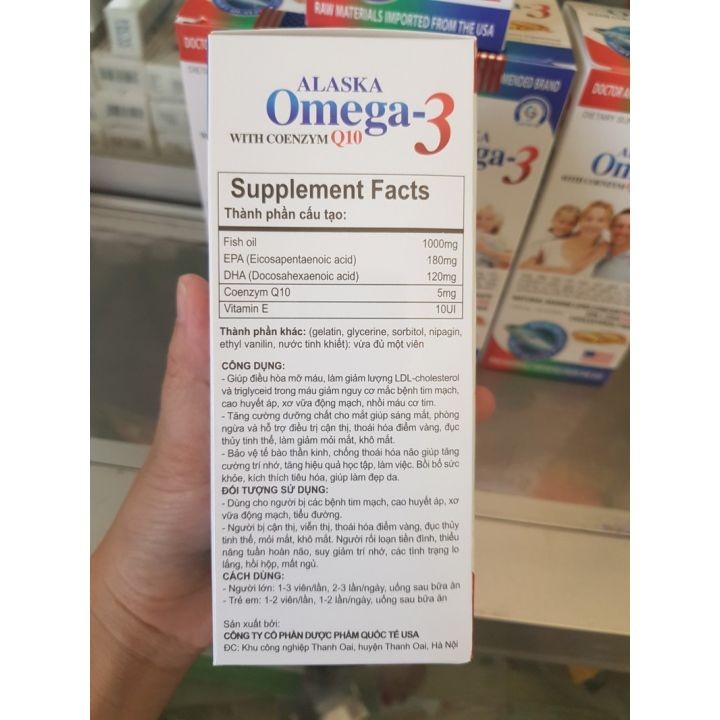 RAW MATERIALS IMPORTED FROM THE USA
ALASKA
Omega-3
WITH COENZYM Q10
Supplement Facts
Thành phần cấu tạo:
Fish oil 1000mg
EPA (Eicosapentaenoic acid) 180mg
DHA (Docosahexaenoic acid) 120mg
Coenzym Q10 5mg
Vitamin E 10UI
Thành phần khác: (gelatin, glycerine, sorbitol, nipagin,
ethyl vanilin, nước tinh khiết): vừa đủ một viên
CÔNG DỤNG:
- Giúp điều hòa mỡ máu, làm giảm lượng LDL-cholesterol
và triglyceid trong máu giảm nguy cơ mắc bệnh tim mạch,
cao huyết áp, xơ vữa động mạch, nhồi máu cơ tim.
- Tăng cường dưỡng chất cho mắt giúp sáng mắt, phòng
ngừa và hỗ trợ điều trị cận thị, thoái hóa điểm vàng, đục
thủy tinh thể, làm giảm mỏi mắt, khô mắt.
- Bảo vệ tế bào thần kinh, chống thoái hóa não giúp tăng
cường trí nhớ, tăng hiệu quả học tập, làm việc. Bồi bổ sức
khỏe, kích thích tiêu hóa, giúp làm đẹp da.
ĐỐI TƯỢNG SỬ DỤNG:
- Dùng cho người bị các bệnh tim mạch, cao huyết áp, xơ
vữa động mạch, tiểu đường.
- Người bị cận thị, viễn thị, thoái hóa điểm vàng, đục thủy
tinh thể, mỏi mắt, khô mắt. Người rối loạn tiền đình, thiểu
năng tuần hoàn não, suy giảm trí nhớ, các tình trạng lo
lắng, hồi hộp, mất ngủ.
CÁCH DÙNG:
- Người lớn: 1-3 viên/lần, 2-3 lần/ngày, uống sau bữa ăn
- Trẻ em: 1-2 viên/lần, 1-2 lần/ngày, uống sau bữa ăn
Sản xuất bởi:
CÔNG TY CỔ PHẦN DƯỢC PHẨM QUỐC TẾ USA
ĐC: Khu công nghiệp Thanh Oai, huyện Thanh Oai, Hà Nội